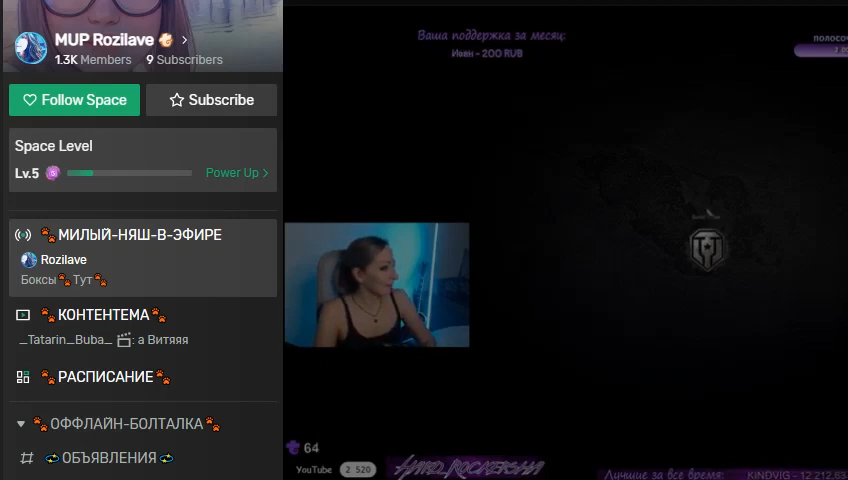 MUP Rozilave
1.3K Members 9 Subscribers
Follow Space
Subscribe
Space Level
Lv.5
Power Up
МИЛЫЙ-НЯШ-В-ЭФИРЕ
Rozilave
Боксы Тут
КОНТЕНТЕМА
_Tatarin_Buba_ : а Витяяя
РАСПИСАНИЕ
ОФФЛАЙН-БОЛТАЛКА
ОБЪЯВЛЕНИЯ
Ваша поддержка за месяц:
Ивен - 200 RUB
64
YouTube 2 520
Лучшие за все время:
KINDVIG - 12 212,63